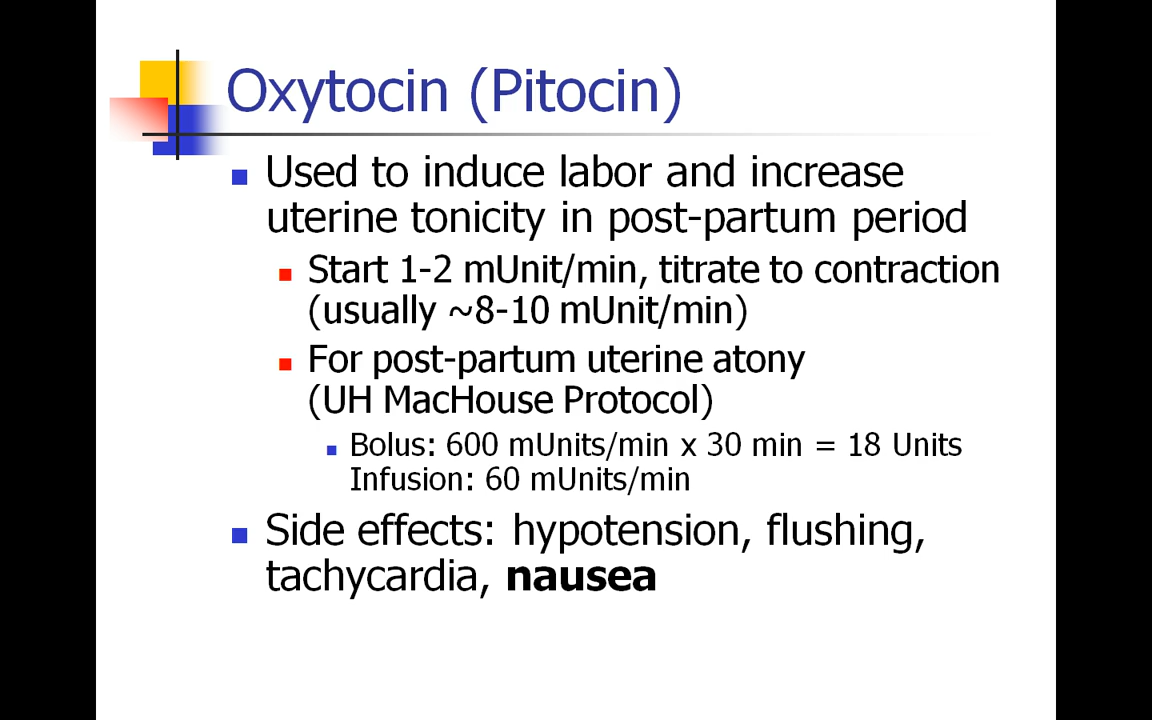 Oxytocin (Pitocin)
Used to induce labor and increase
uterine tonicity in post-partum period
Start 1-2 mUnit/min, titrate to contraction
(usually ~8-10 mUnit/min)
For post-partum uterine atony
(UH MacHouse Protocol)
Bolus: 600 mUnits/min x 30 min = 18 Units
Infusion: 60 mUnits/min
Side effects: hypotension, flushing,
tachycardia, nausea